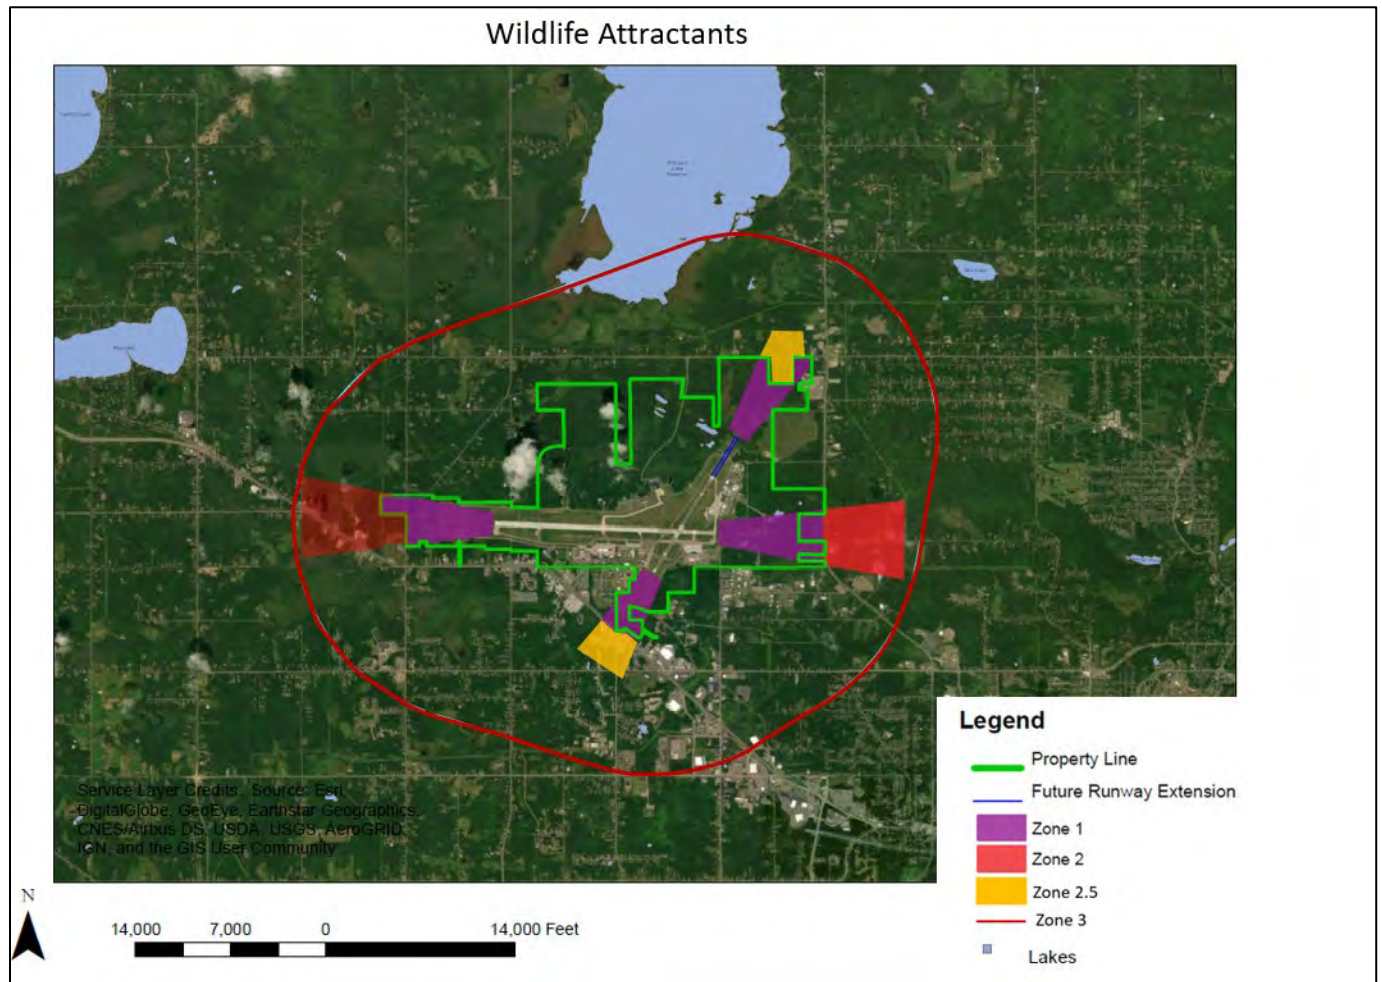 Wildlife Attractants
Legend
Property Line
Future Runway Extension
Zone 1
Zone 2
Zone 2.5
Zone 3
Lakes
Service Layer Credits: Source: Esri,
DigitalGlobe, GeoEye, Earthstar Geographics,
CNES/Airbus DS, USDA, USGS, AeroGRID,
IGN, and the GIS User Community
N
14,000 7,000 0 14,000 Feet